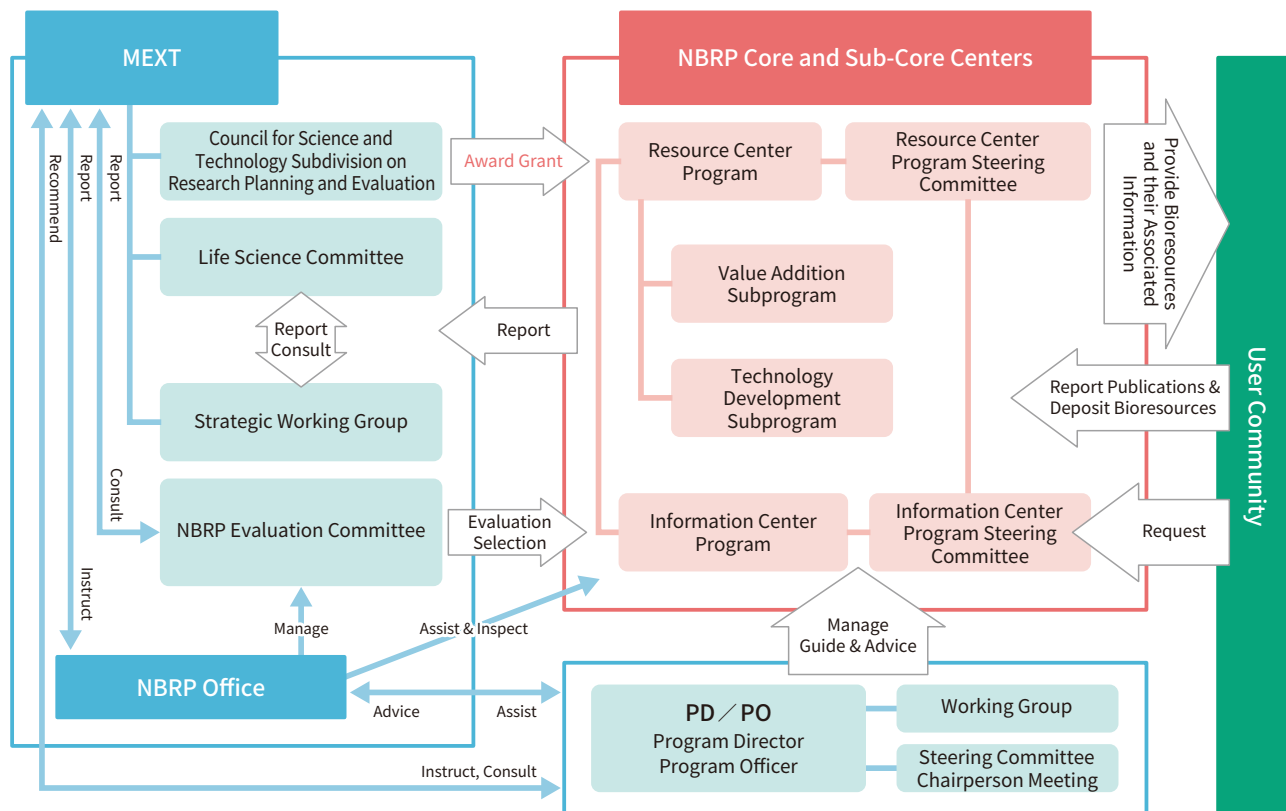 MEXT
NBRP Core and Sub-Core Centers
Council for Science and
Technology Subdivision on
Research Planning and Evaluation
Award Grant
Resource Center
Program
Resource Center
Program Steering
Committee
Provide Bioresources
and their Associated
Information
Recommend
Report
Report
Life Science Committee
Value Addition
Subprogram
Report
Consult
Report
Technology
Development
Subprogram
Report Publications &
Deposit Bioresources
User Community
Strategic Working Group
Consult
NBRP Evaluation Committee
Evaluation
Selection
Information Center
Program
Information Center
Program Steering
Committee
Request
Instruct
Manage
Assist & Inspect
Manage
Guide & Advice
NBRP Office
Advice
Assist
PD／PO
Program Director
Program Officer
Working Group
Steering Committee
Chairperson Meeting
Instruct, Consult